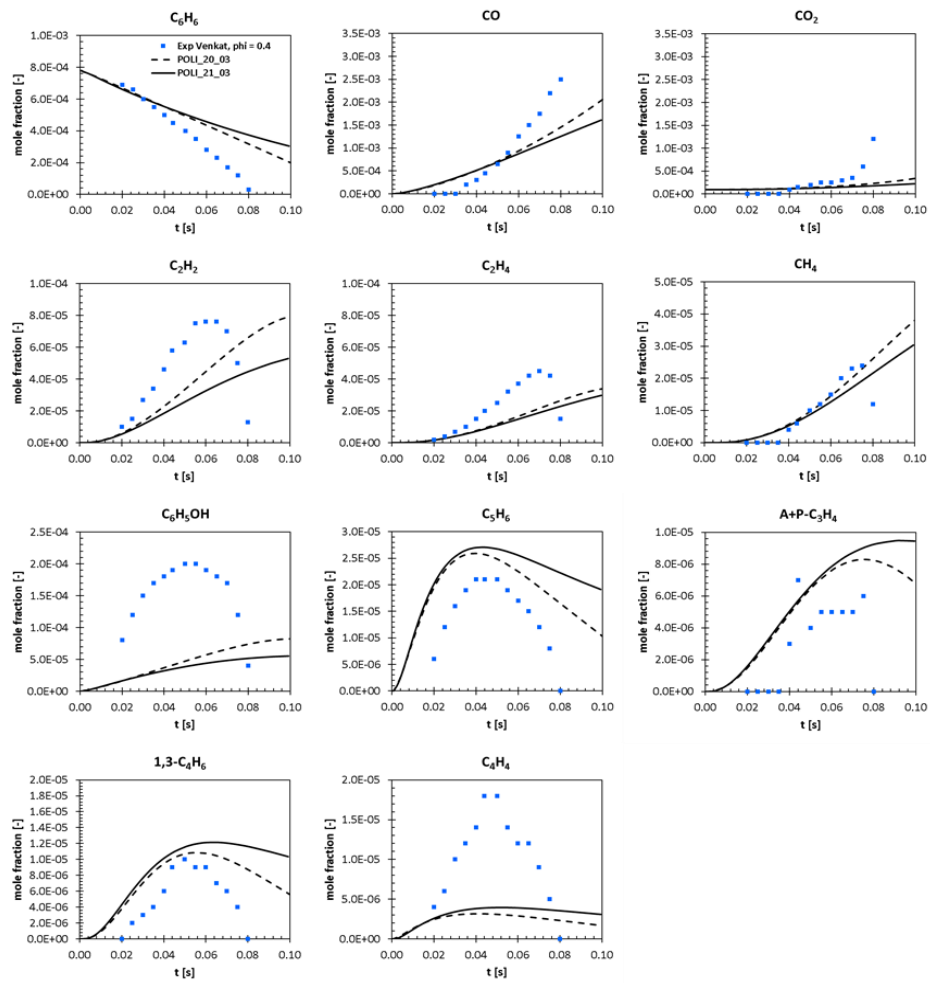 C₆H₆
mole fraction [-]
1.0E-03
8.0E-04
6.0E-04
4.0E-04
2.0E-04
0.0E+00
Exp Venkat, phi = 0.4
POLI_20_03
POLI_21_03
0.00 0.02 0.04 0.06 0.08 0.10
t [s]
CO
mole fraction [-]
3.5E-03
3.0E-03
2.5E-03
2.0E-03
1.5E-03
1.0E-03
5.0E-04
0.0E+00
0.00 0.02 0.04 0.06 0.08 0.10
t [s]
CO₂
mole fraction [-]
3.5E-03
3.0E-03
2.5E-03
2.0E-03
1.5E-03
1.0E-03
5.0E-04
0.0E+00
0.00 0.02 0.04 0.06 0.08 0.10
t [s]
C₂H₂
mole fraction [-]
1.0E-04
8.0E-05
6.0E-05
4.0E-05
2.0E-05
0.0E+00
0.00 0.02 0.04 0.06 0.08 0.10
t [s]
C₂H₄
mole fraction [-]
1.0E-04
8.0E-05
6.0E-05
4.0E-05
2.0E-05
0.0E+00
0.00 0.02 0.04 0.06 0.08 0.10
t [s]
CH₄
mole fraction [-]
5.0E-05
4.0E-05
3.0E-05
2.0E-05
1.0E-05
0.0E+00
0.00 0.02 0.04 0.06 0.08 0.10
t [s]
C₆H₅OH
mole fraction [-]
2.5E-04
2.0E-04
1.5E-04
1.0E-04
5.0E-05
0.0E+00
0.00 0.02 0.04 0.06 0.08 0.10
t [s]
C₅H₆
mole fraction [-]
3.0E-05
2.5E-05
2.0E-05
1.5E-05
1.0E-05
5.0E-06
0.0E+00
0.00 0.02 0.04 0.06 0.08 0.10
t [s]
A+P-C₃H₄
mole fraction [-]
1.0E-05
8.0E-06
6.0E-06
4.0E-06
2.0E-06
0.0E+00
0.00 0.02 0.04 0.06 0.08 0.10
t [s]
1,3-C₄H₆
mole fraction [-]
2.0E-05
1.8E-05
1.6E-05
1.4E-05
1.2E-05
1.0E-05
8.0E-06
6.0E-06
4.0E-06
2.0E-06
0.0E+00
0.00 0.02 0.04 0.06 0.08 0.10
t [s]
C₄H₄
mole fraction [-]
2.0E-05
1.5E-05
1.0E-05
5.0E-06
0.0E+00
0.00 0.02 0.04 0.06 0.08 0.10
t [s]